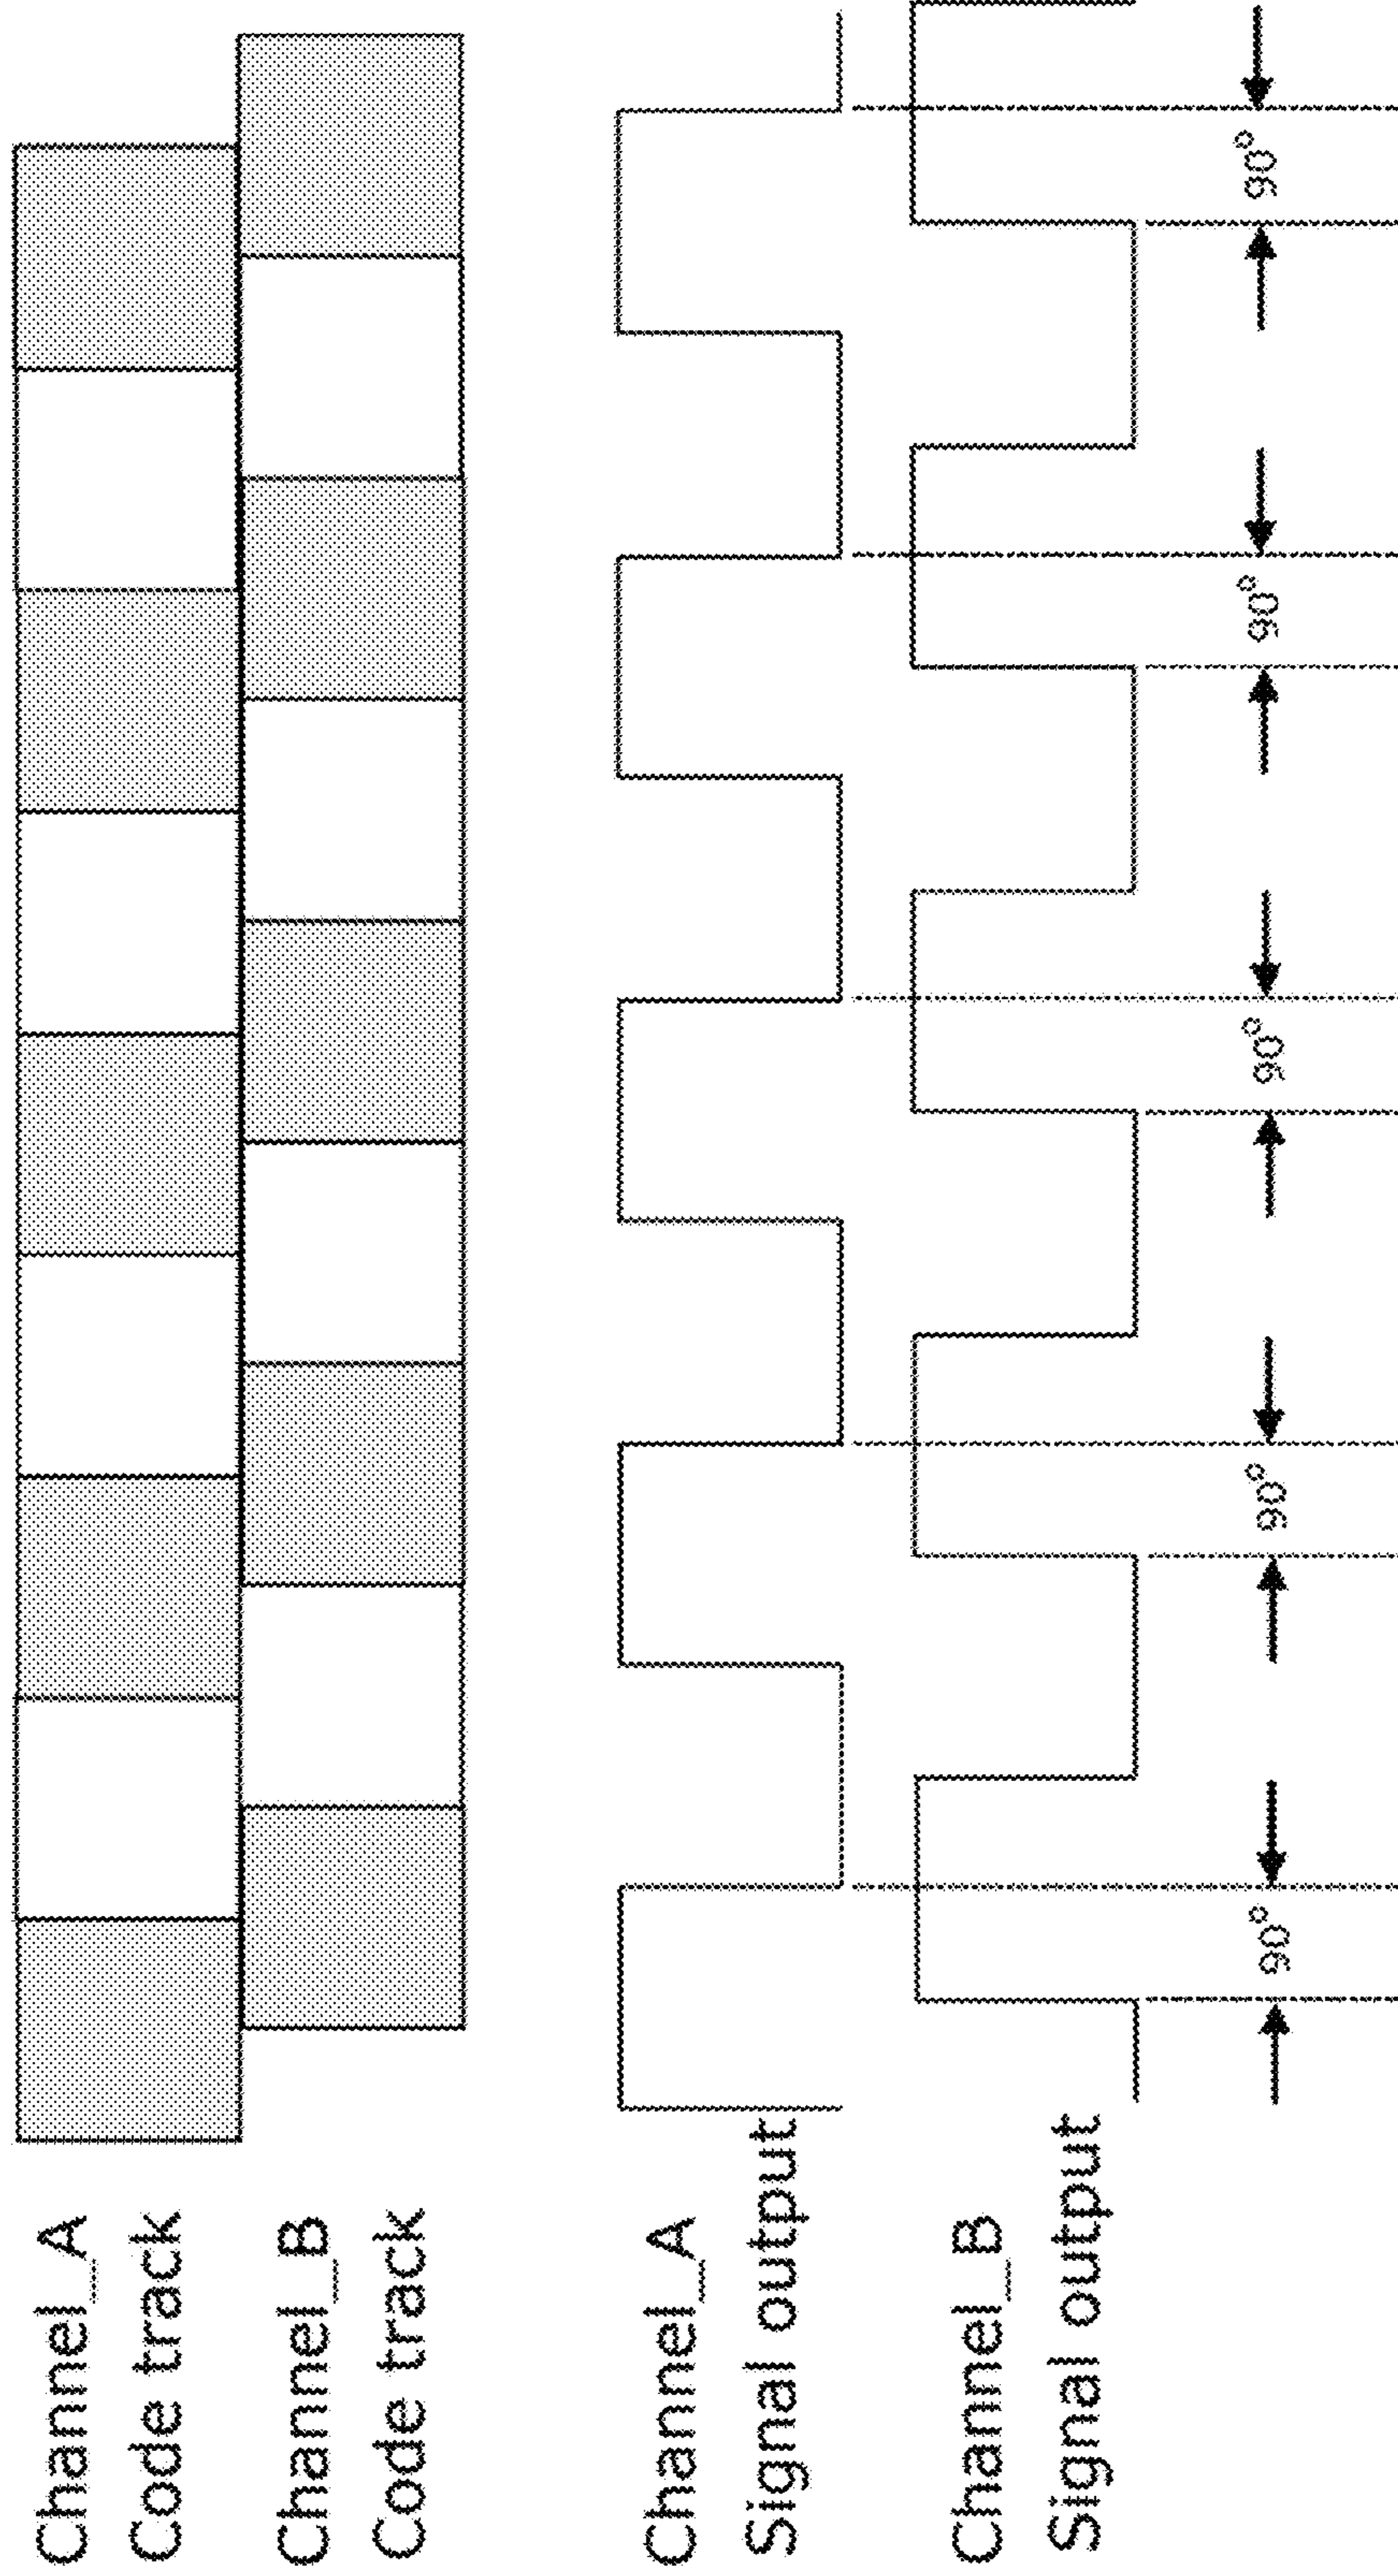 Channel_A
Code track
Channel_B
Code track
Channel_A
Signal output
Channel_B
Signal output
90°
90°
90°
90°
90°